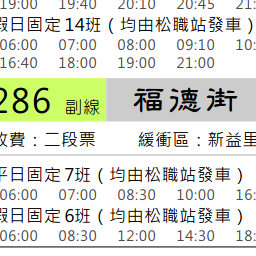 19:00 19:40 20:10 20:45 21:
假日固定14班（均由松職站發車）
06:00 07:00 08:00 09:10 10:
16:40 18:00 19:00 21:00
286 副線 福德街
收費：二段票 緩衝區：新益里
平日固定7班（均由松職站發車）
06:00 07:00 08:30 10:00 16:
假日固定6班（均由松職站發車）
06:00 08:30 12:00 14:30 18: